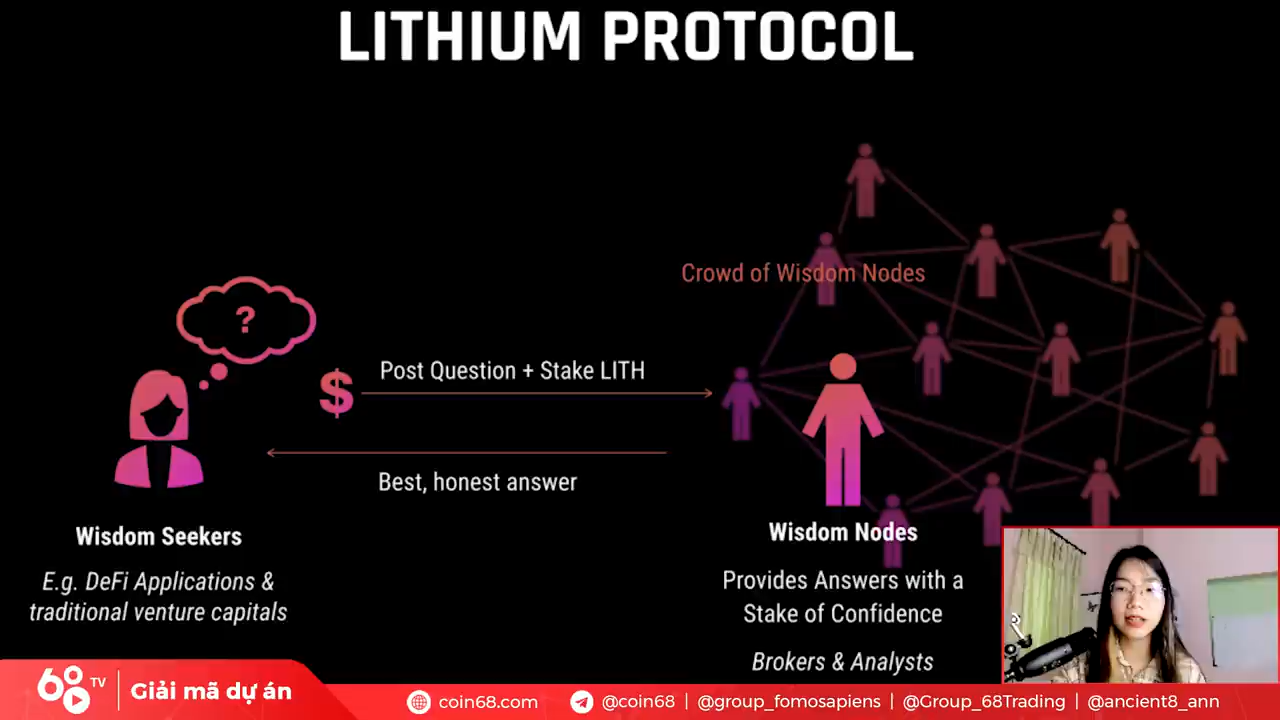 LITHIUM PROTOCOL
Crowd of Wisdom Nodes
?
$
Post Question + Stake LITH
Best, honest answer
Wisdom Seekers
E.g. DeFi Applications &
traditional venture capitals
Wisdom Nodes
Provides Answers with a
Stake of Confidence
Brokers & Analysts
68 TV | Giải mã dự án
coin68.com
@coin68 | @group_fomosapiens | @Group_68Trading | @ancient8_ann